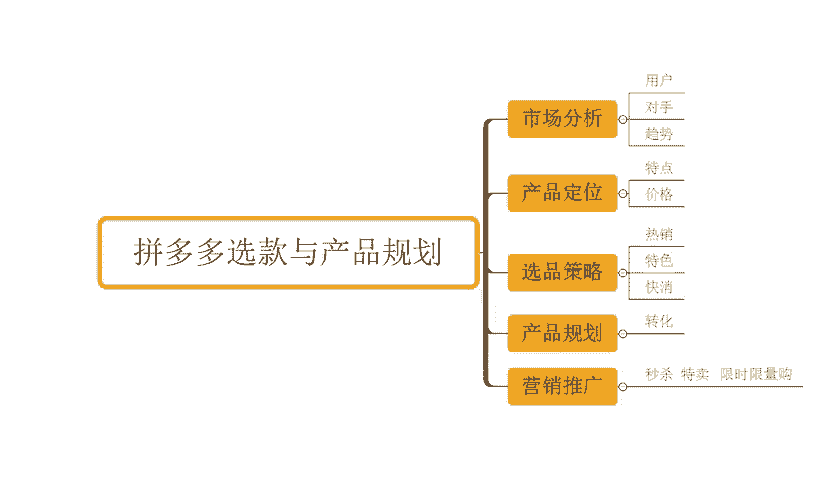 拼多多选款与产品规划
市场分析
用户
对手
趋势
产品定位
特点
价格
选品策略
热销
特色
快消
产品规划
转化
营销推广
秒杀 特卖 限时限量购